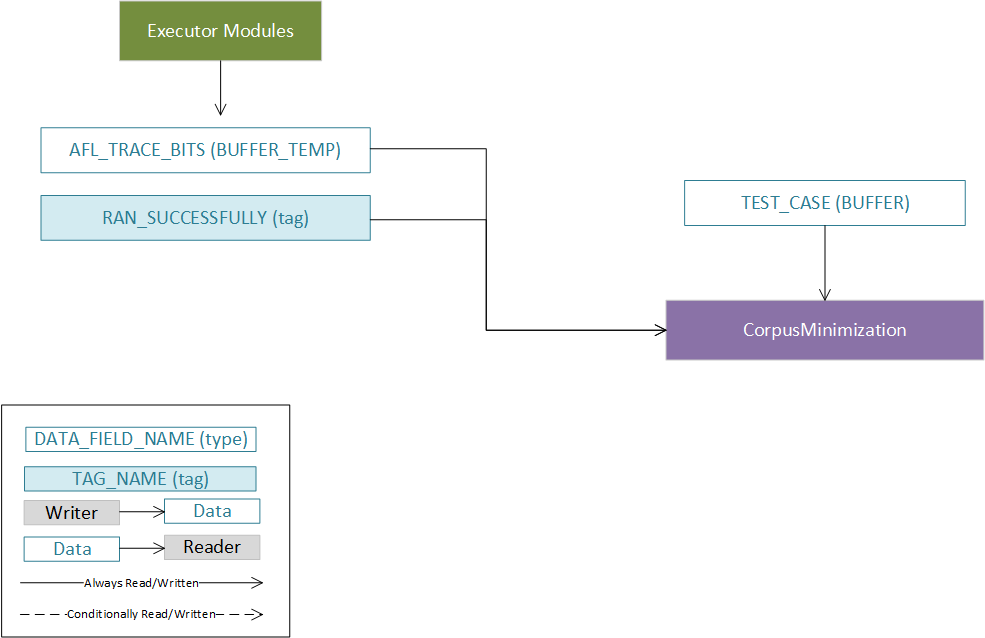 Executor Modules
AFL_TRACE_BITS (BUFFER_TEMP)
RAN_SUCCESSFULLY (tag)
TEST_CASE (BUFFER)
CorpusMinimization
DATA_FIELD_NAME (type)
TAG_NAME (tag)
Writer
Data
Data
Reader
Always Read/Written
Conditionally Read/Written